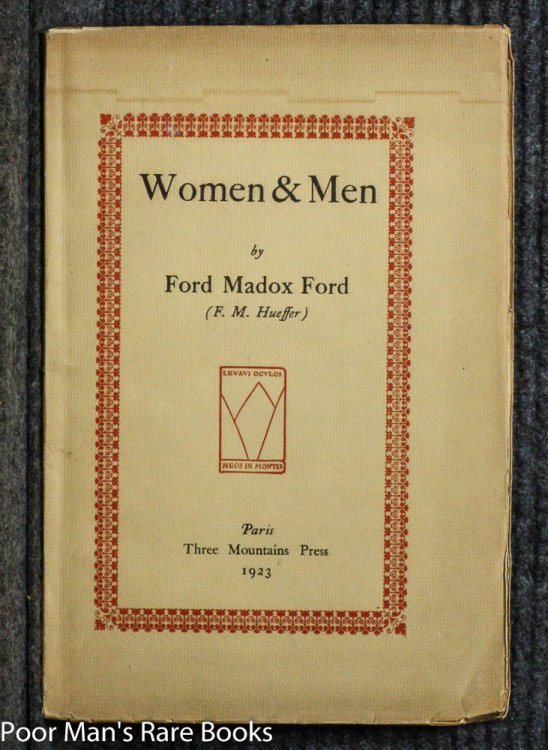 Women & Men
by
Ford Madox Ford
(F. M. Hueffer)
LEVAVI OCVLOS
MEOS IN MONTES
Paris
Three Mountains Press
1923
Poor Man's Rare Books